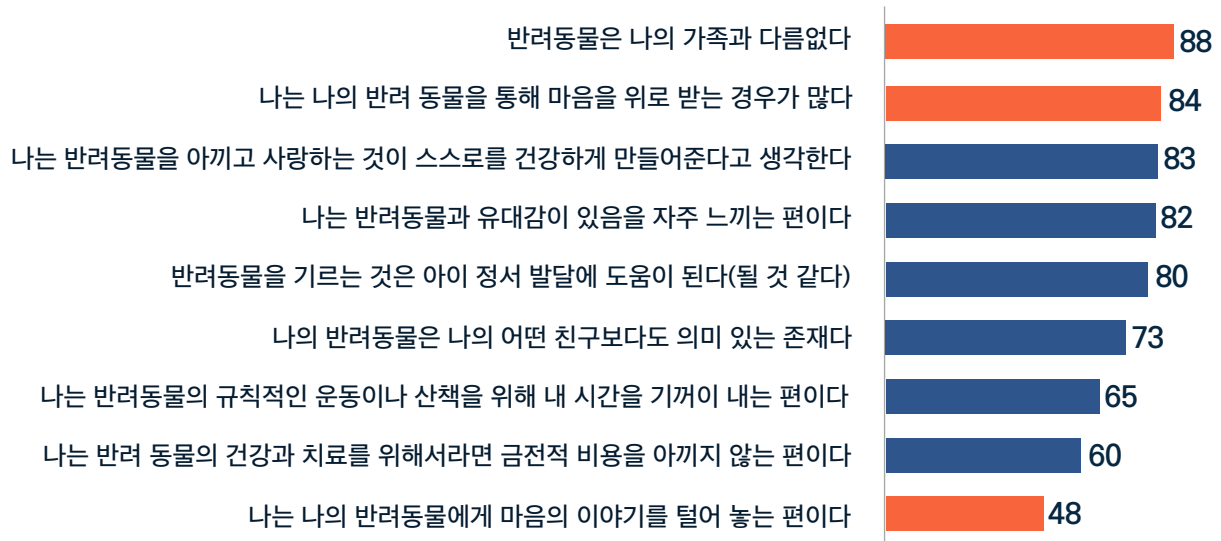 반려동물은 나의 가족과 다름없다 88
나는 나의 반려 동물을 통해 마음을 위로 받는 경우가 많다 84
나는 반려동물을 아끼고 사랑하는 것이 스스로를 건강하게 만들어준다고 생각한다 83
나는 반려동물과 유대감이 있음을 자주 느끼는 편이다 82
반려동물을 기르는 것은 아이 정서 발달에 도움이 된다(될 것 같다) 80
나의 반려동물은 나의 어떤 친구보다도 의미 있는 존재다 73
나는 반려동물의 규칙적인 운동이나 산책을 위해 내 시간을 기꺼이 내는 편이다 65
나는 반려 동물의 건강과 치료를 위해서라면 금전적 비용을 아끼지 않는 편이다 60
나는 나의 반려동물에게 마음의 이야기를 털어 놓는 편이다 48